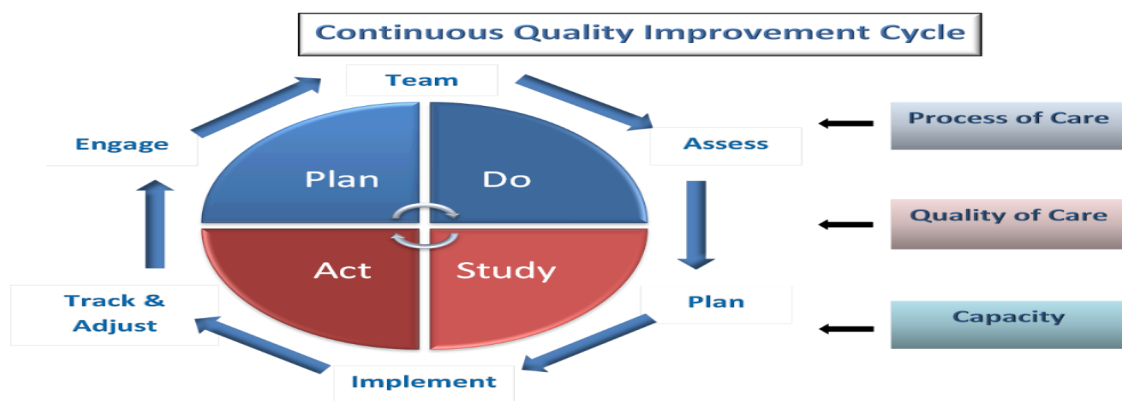 Continuous Quality Improvement Cycle
Team
Engage
Assess
Process of Care
Plan
Do
Quality of Care
Act
Study
Track &
Adjust
Plan
Capacity
Implement